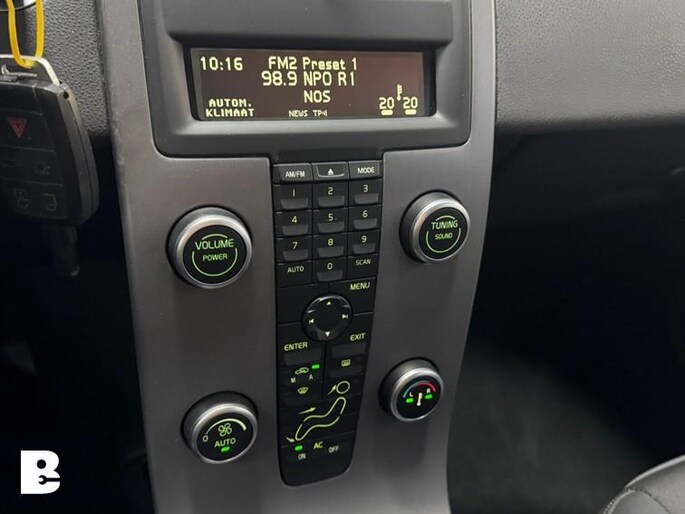 10:16 FM2 Preset 1
98.9 NPO R1
NOS
AUTOM.
KLIMAAT
NEWS TP
20 20
AM/FM MODE
1 2 3
4 5 6
7 8 9
AUTO 0 SCAN
VOLUME
POWER
TUNING
SOUND
MENU
ENTER EXIT
M A
0
AUTO
L R
ON AC OFF
B